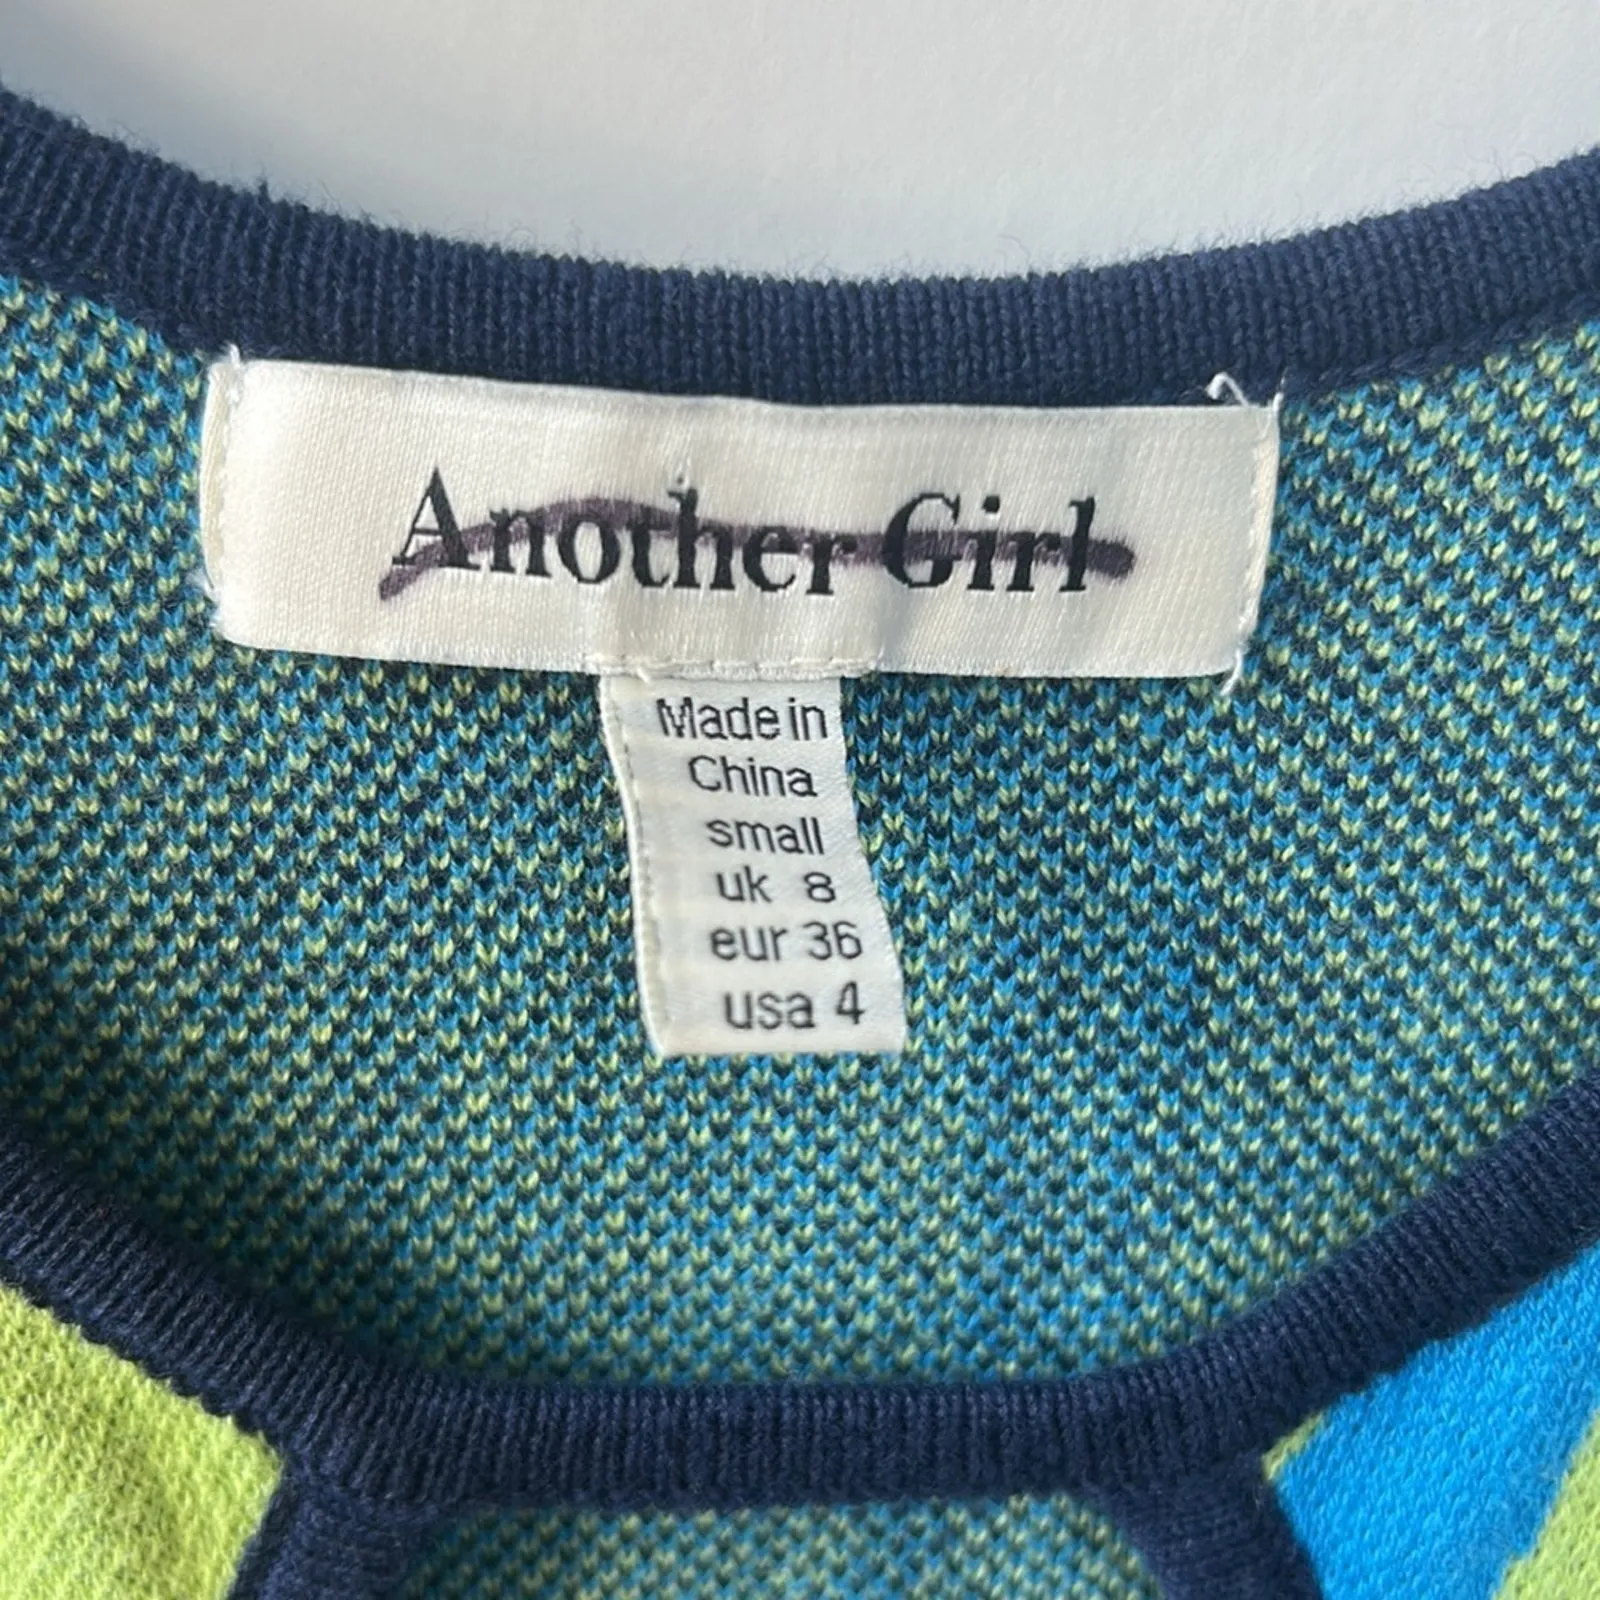 Another Girl
Made in
China
small
uk 8
eur 36
usa 4